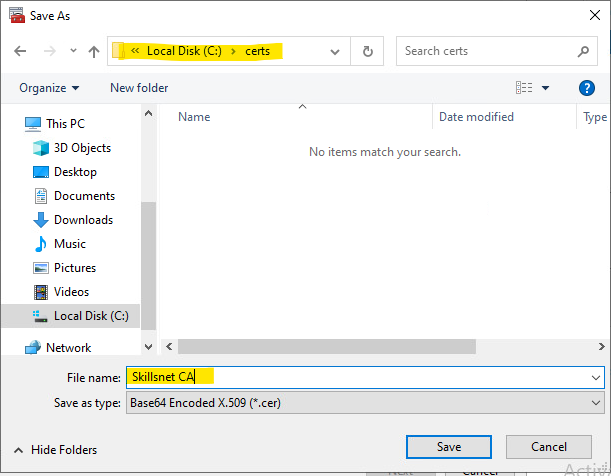 Save As
« Local Disk (C:) › certs
Search certs
Organize
New folder
?
Name
Date modified
Type
No items match your search.
This PC
3D Objects
Desktop
Documents
Downloads
Music
Pictures
Videos
Local Disk (C:)
Network
File name: Skillsnet CA
Save as type: Base64 Encoded X.509 (*.cer)
Hide Folders
Save
Cancel